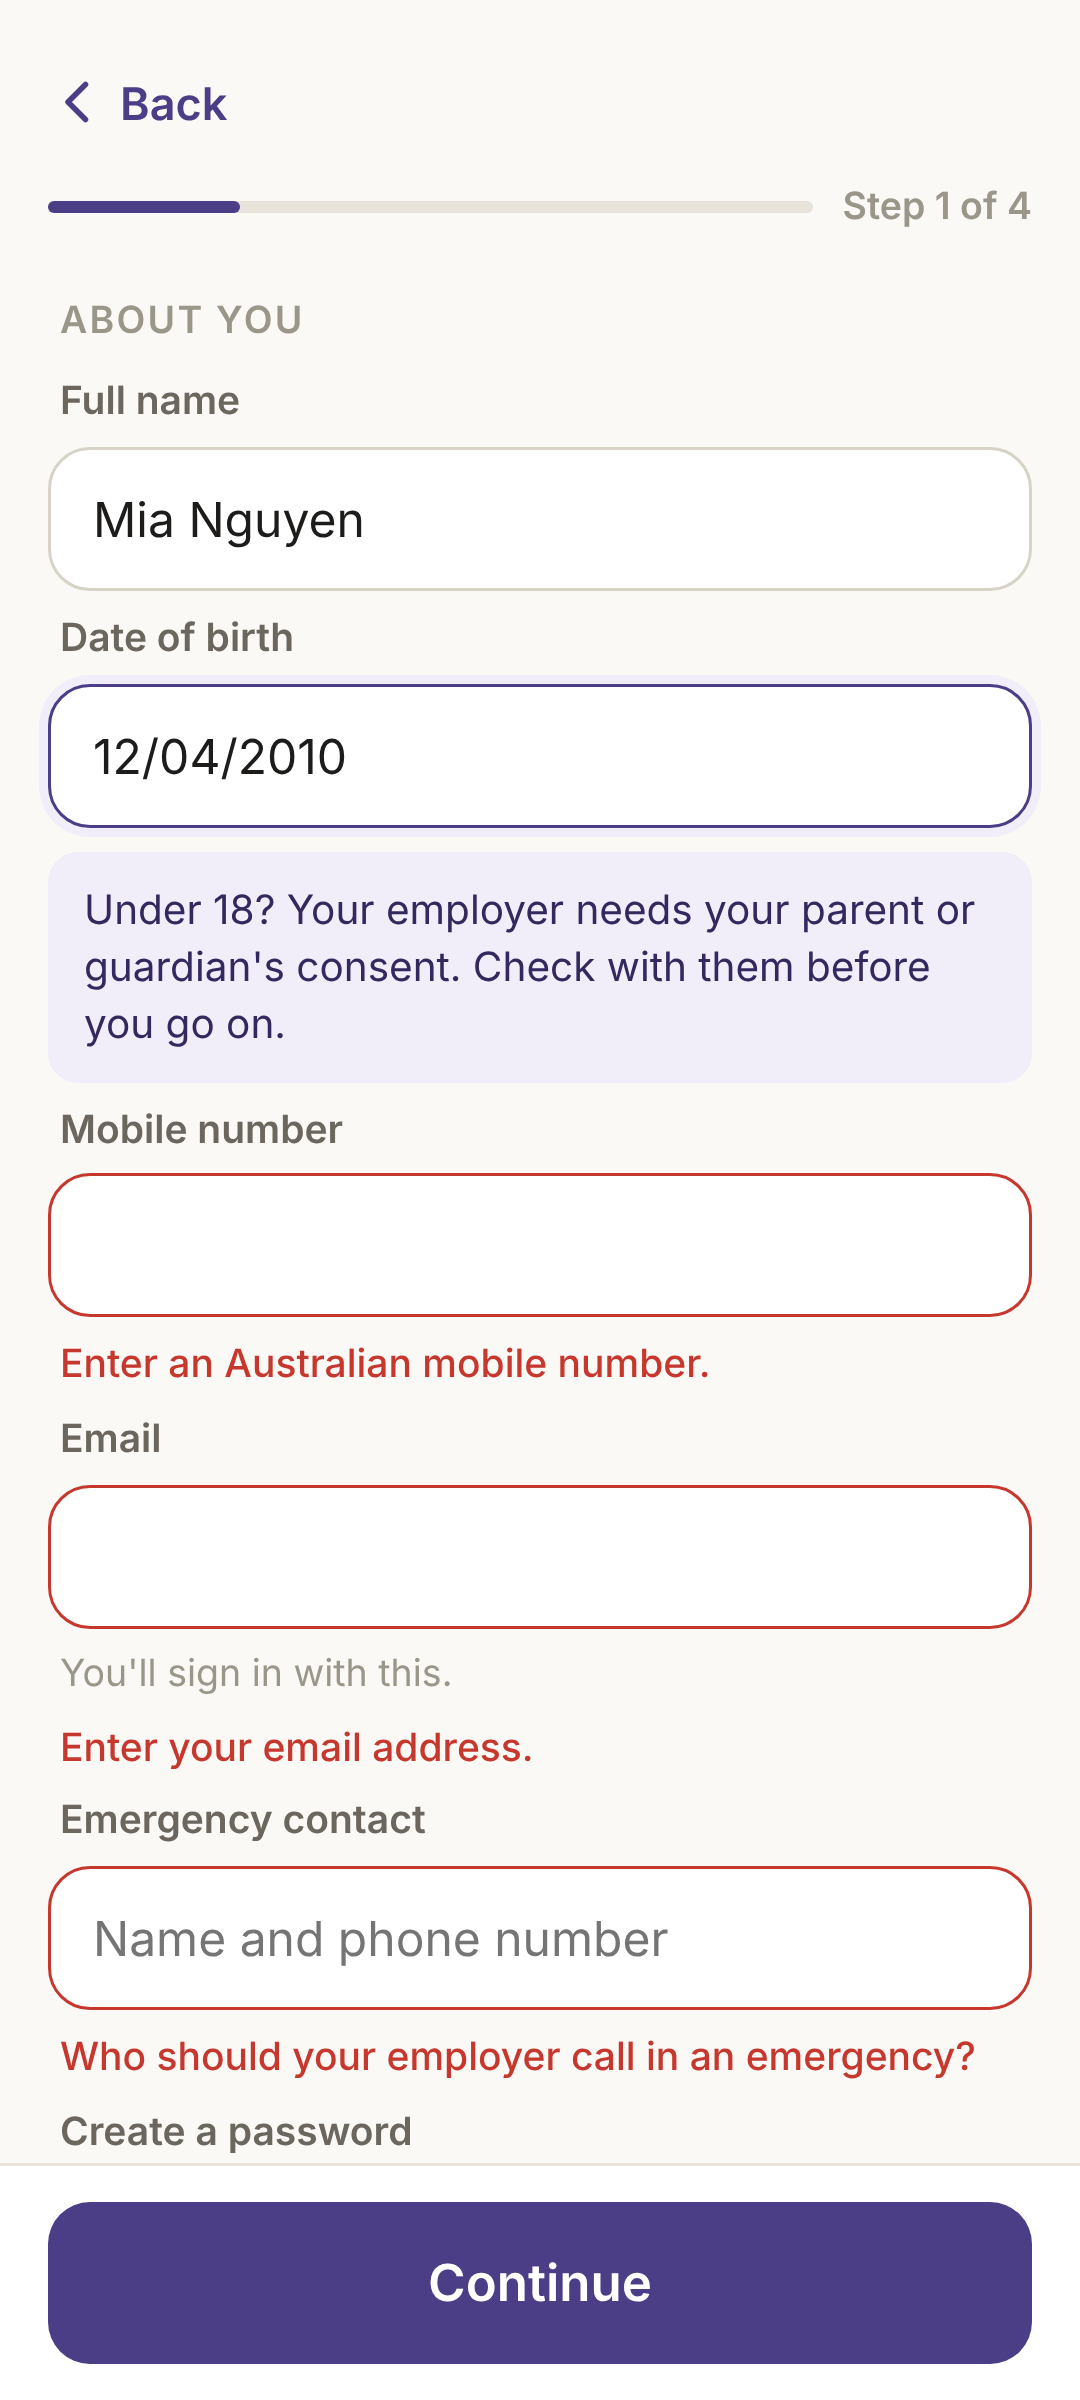 Back
Step 1 of 4
ABOUT YOU
Full name
Mia Nguyen
Date of birth
12/04/2010
Under 18? Your employer needs your parent or
guardian's consent. Check with them before
you go on.
Mobile number
Enter an Australian mobile number.
Email
You'll sign in with this.
Enter your email address.
Emergency contact
Name and phone number
Who should your employer call in an emergency?
Create a password
Continue